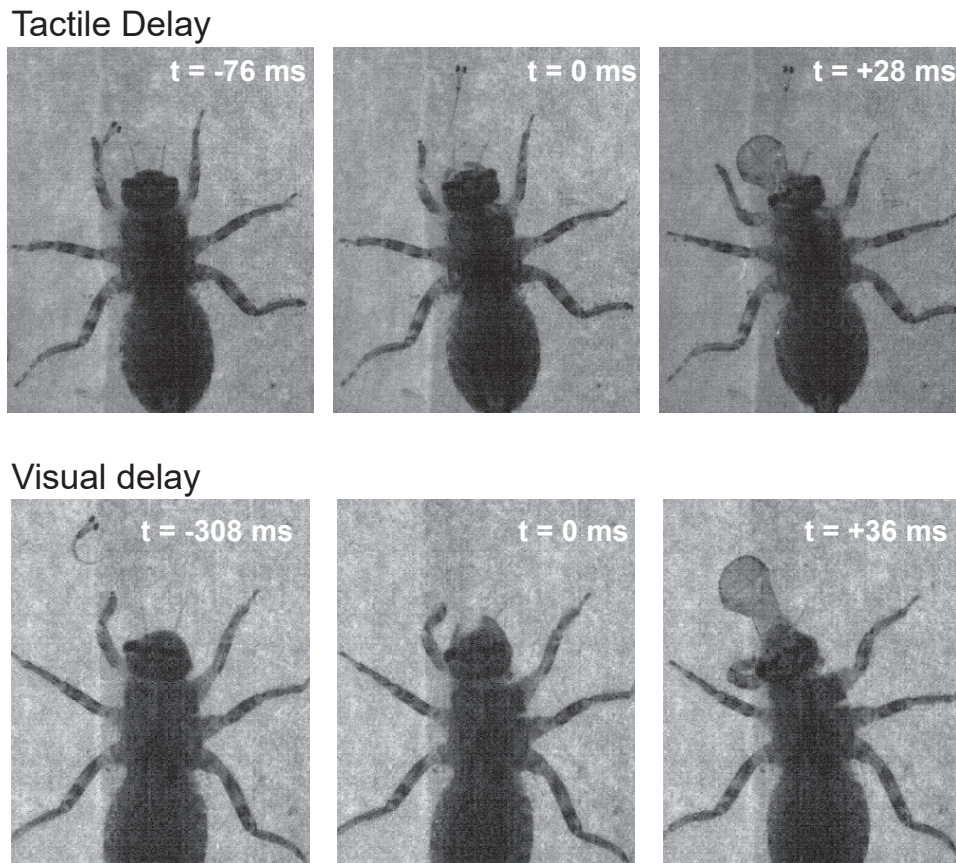 Tactile Delay
t = -76 ms
t = 0 ms
t = +28 ms
Visual delay
t = -308 ms
t = 0 ms
t = +36 ms